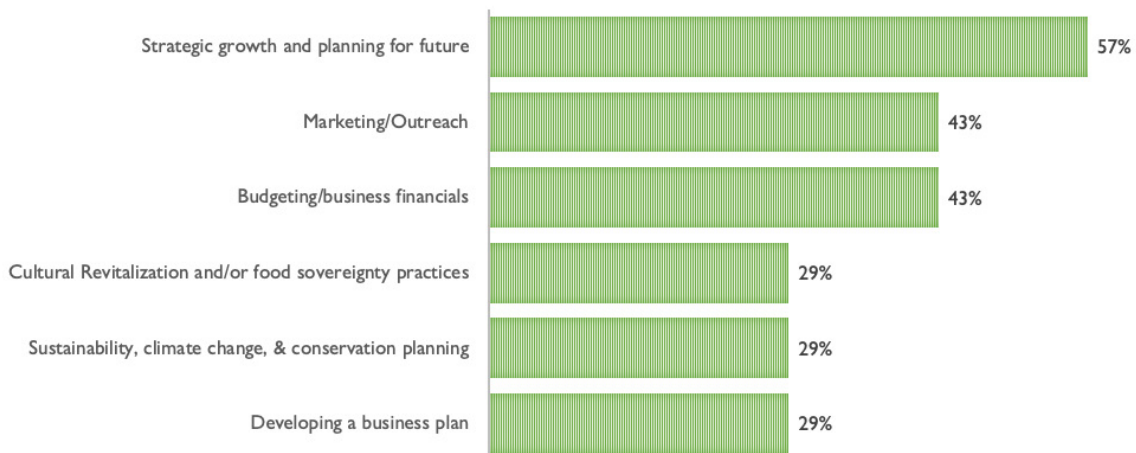 Strategic growth and planning for future 57%
Marketing/Outreach 43%
Budgeting/business financials 43%
Cultural Revitalization and/or food sovereignty practices 29%
Sustainability, climate change, & conservation planning 29%
Developing a business plan 29%